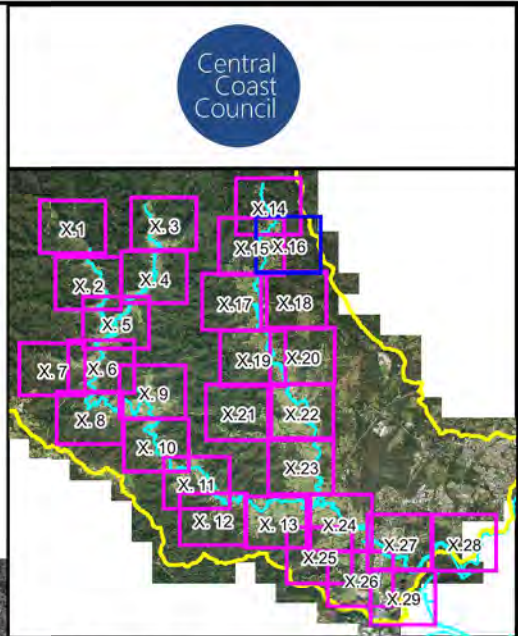 Central
Coast
Council
X.14
X.1
X. 3
X.15
X.16
X. 2
X. 4
X.17
X.18
X. 5
X.19
X.20
X. 7
X. 6
X. 9
X.21
X.22
X. 8
X. 10
X.23
X. 11
X. 12
X. 13
X.24
X.27
X.28
X.25
X.26
X.29